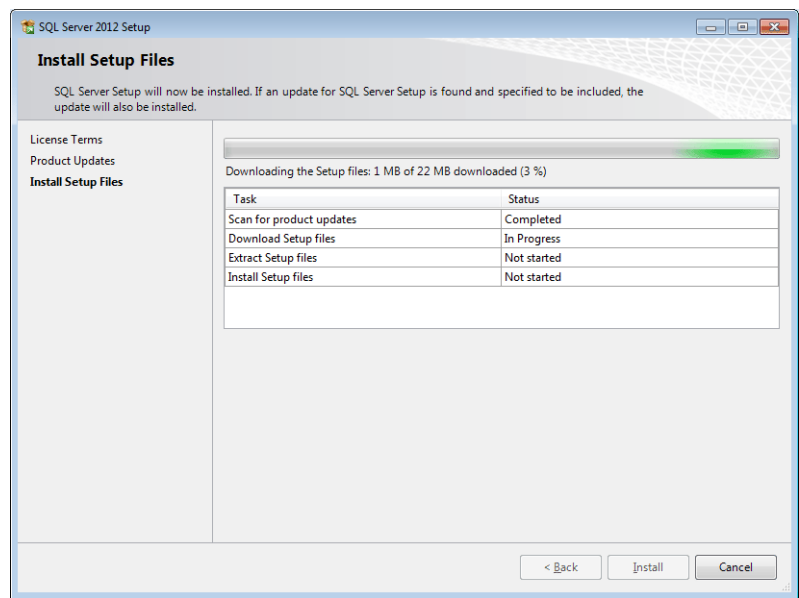 SQL Server 2012 Setup
Install Setup Files
SQL Server Setup will now be installed. If an update for SQL Server Setup is found and specified to be included, the
update will also be installed.
License Terms
Product Updates
Install Setup Files
Downloading the Setup files: 1 MB of 22 MB downloaded (3 %)
Task Status
Scan for product updates Completed
Download Setup files In Progress
Extract Setup files Not started
Install Setup files Not started
< Back Install Cancel